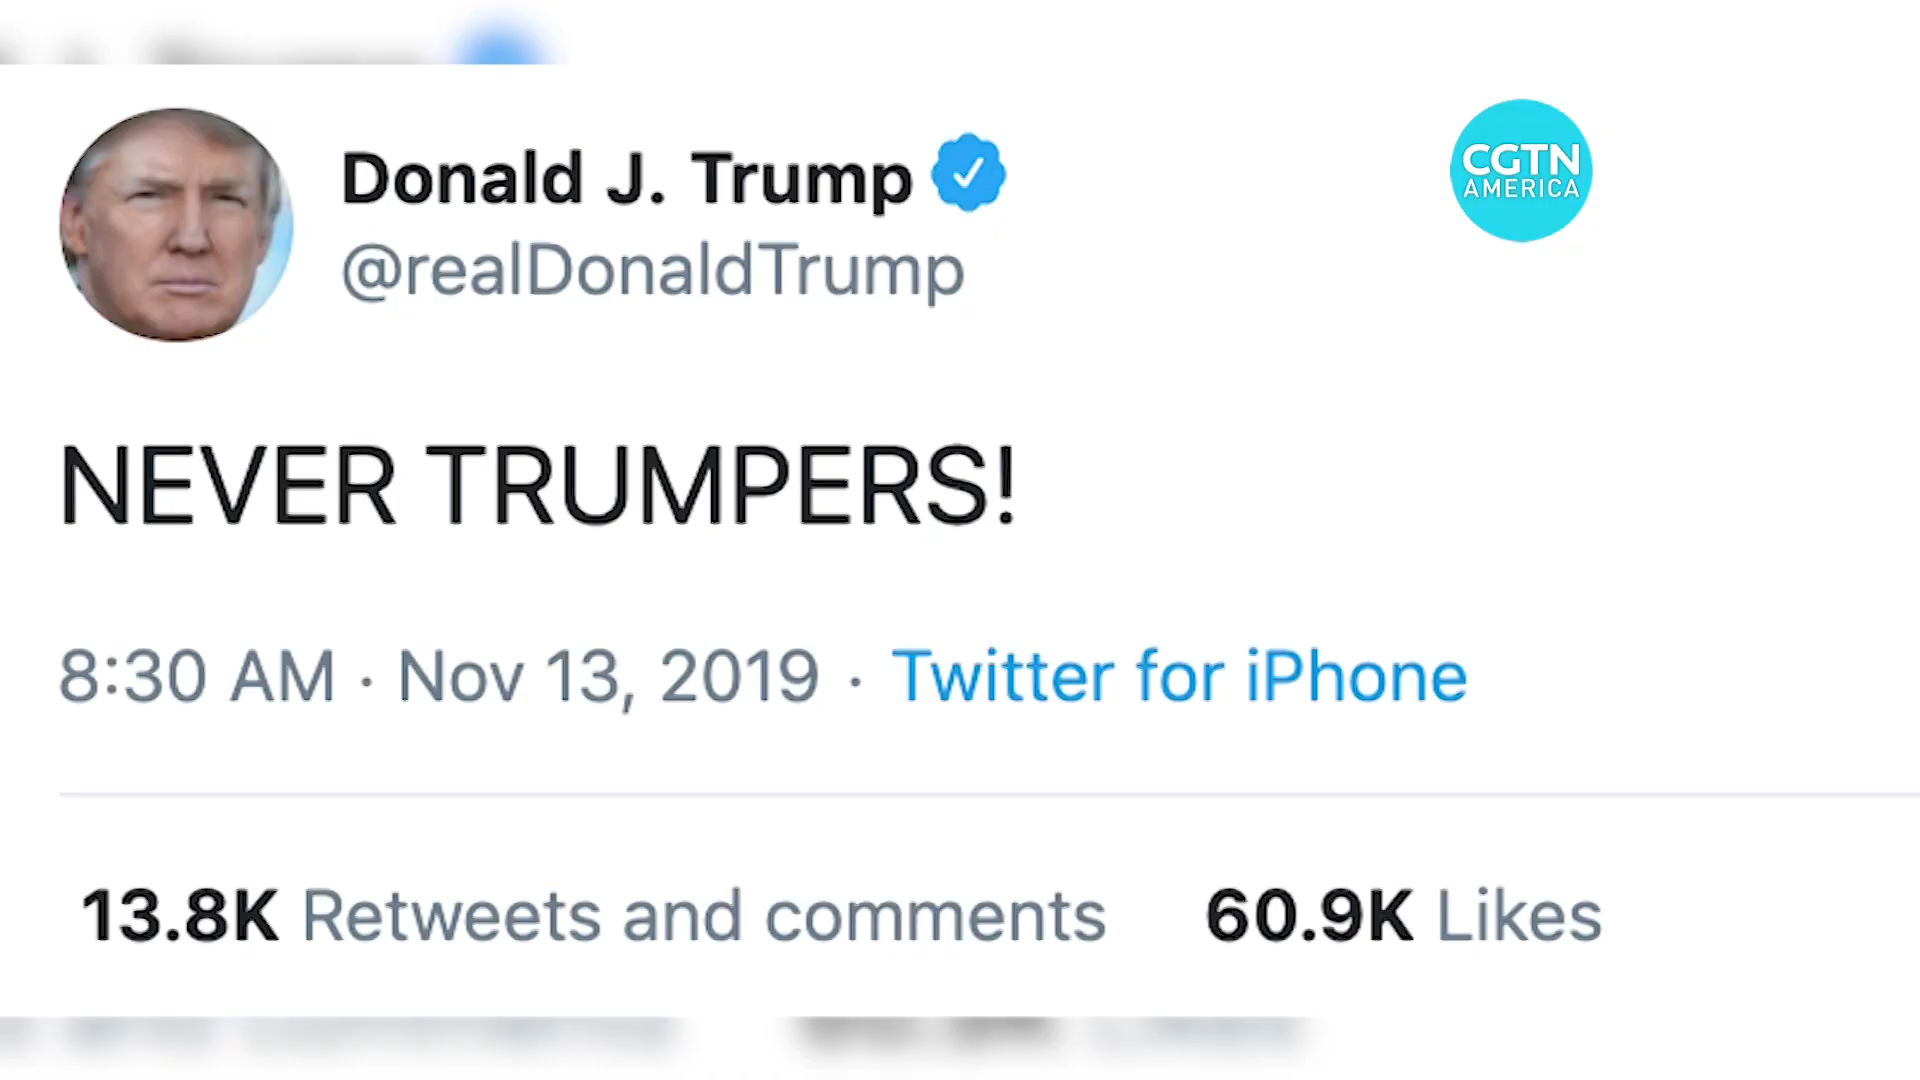 Donald J. Trump
CGTN
AMERICA
@realDonaldTrump
NEVER TRUMPERS!
8:30 AM · Nov 13, 2019 · Twitter for iPhone
13.8K Retweets and comments 60.9K Likes